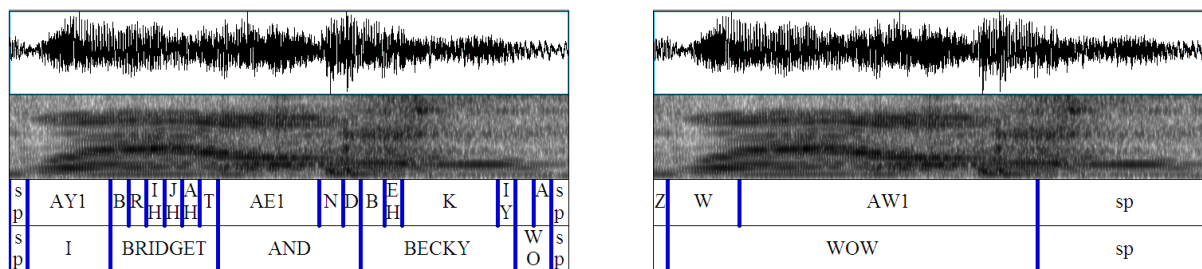 sp AY1 B R IH JH AH T AE1 N D B EH K IY A sp
sp I BRIDGET AND BECKY WO sp
Z W AW1 sp
WOW sp